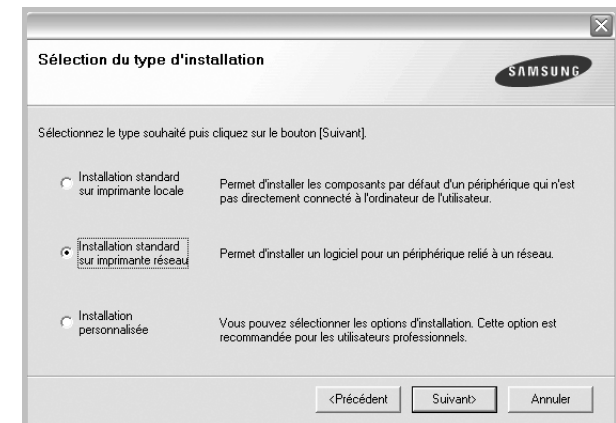 Sélection du type d'installation
SAMSUNG
Sélectionnez le type souhaité puis cliquez sur le bouton [Suivant].
Installation standard
sur imprimante locale
Permet d'installer les composants par défaut d'un périphérique qui n'est
pas directement connecté à l'ordinateur de l'utilisateur.
Installation standard
sur imprimante réseau
Permet d'installer un logiciel pour un périphérique relié à un réseau.
Installation
personnalisée
Vous pouvez sélectionner les options d'installation. Cette option est
recommandée pour les utilisateurs professionnels.
<Précédent
Suivant>
Annuler